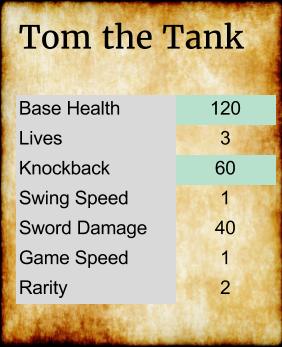 Tom the Tank
Base Health 120
Lives 3
Knockback 60
Swing Speed 1
Sword Damage 40
Game Speed 1
Rarity 2